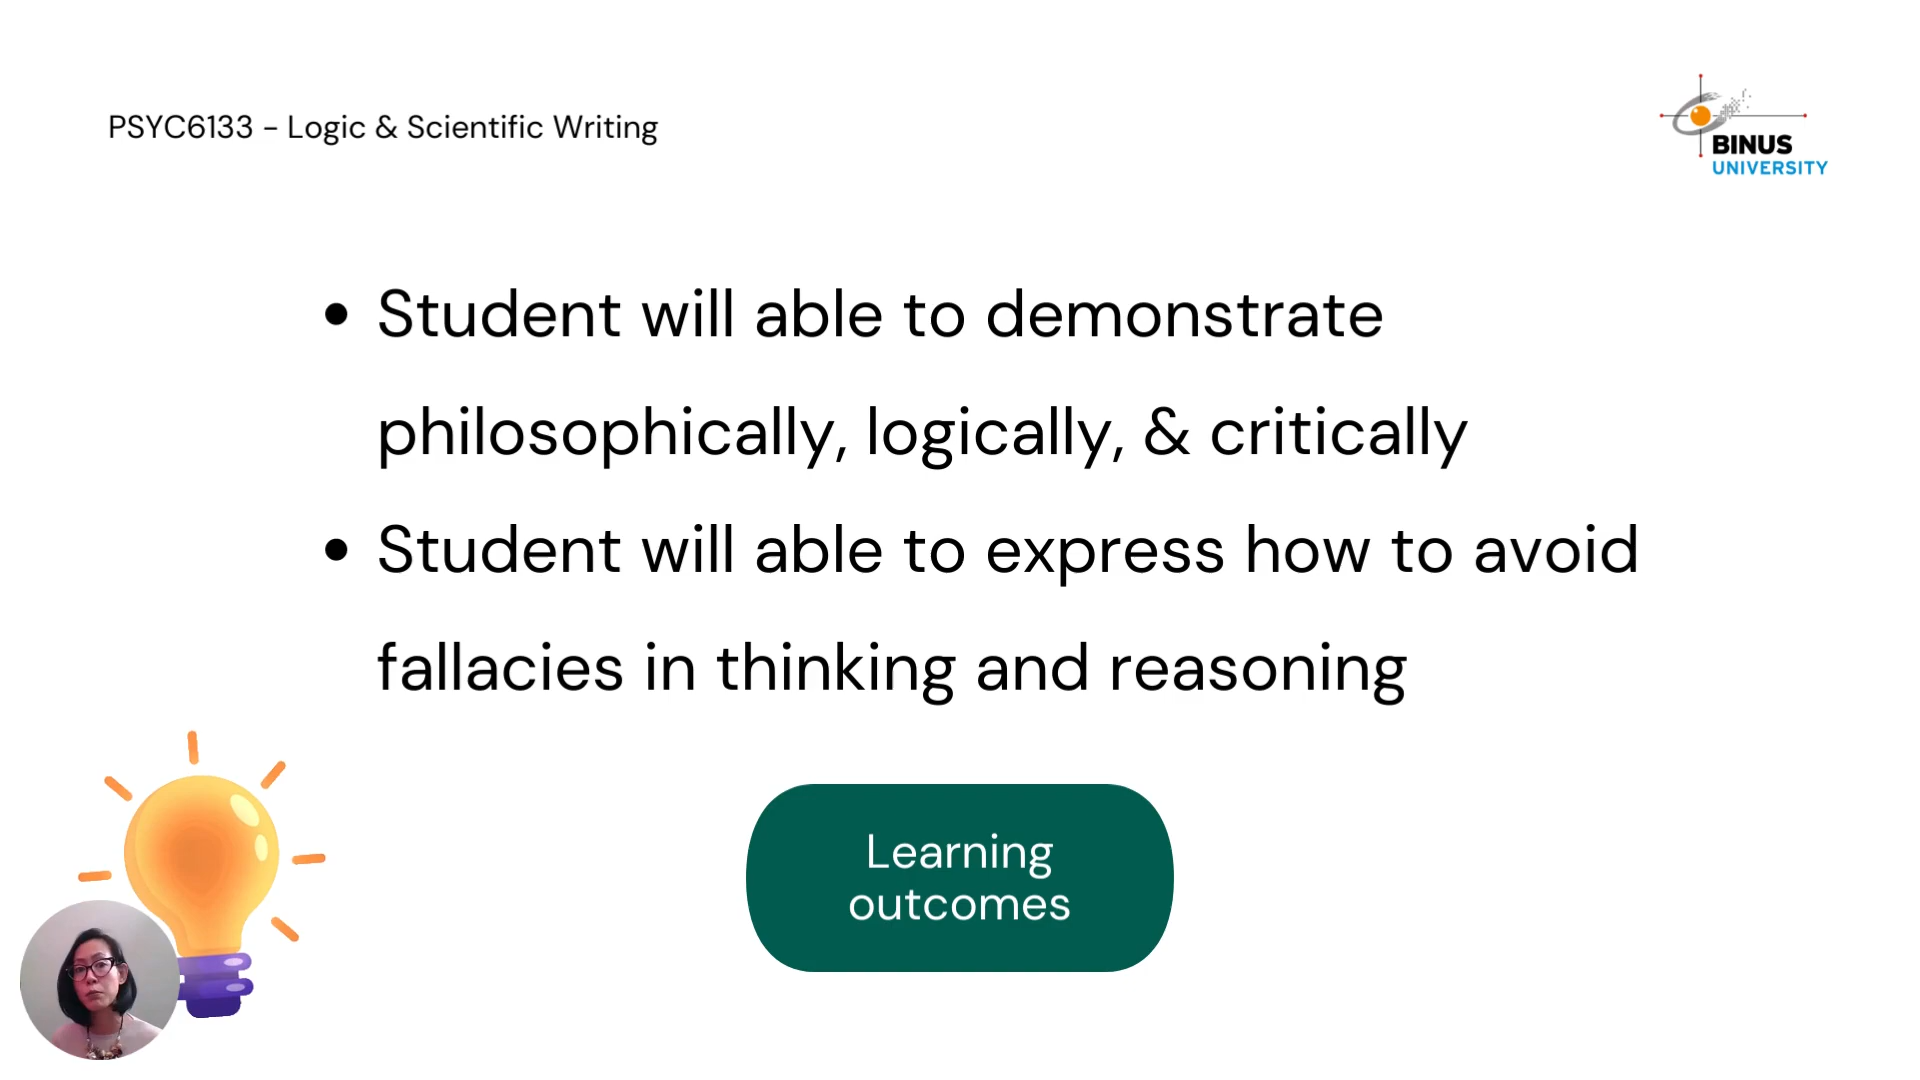 PSYC6133 - Logic & Scientific Writing
BINUS
UNIVERSITY
• Student will able to demonstrate
philosophically, logically, & critically
• Student will able to express how to avoid
fallacies in thinking and reasoning
Learning
outcomes